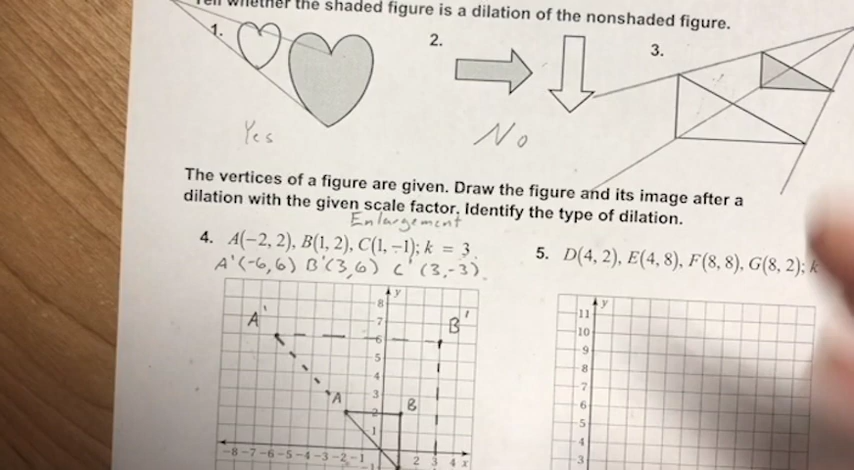 whether the shaded figure is a dilation of the nonshaded figure.
1.
2.
3.
Yes
No
The vertices of a figure are given. Draw the figure and its image after a
dilation with the given scale factor. Identify the type of dilation.
Enlargement
4. A(−2, 2), B(1, 2), C(1, −1); k = 3
A'(-6,6) B'(3,6) C'(3,-3).
5. D(4, 2), E(4, 8), F(8, 8), G(8, 2); k
A'
B'
A
B
y
8
7
6
5
4
3
2
1
-8 -7 -6 -5 -4 -3 -2 -1
2 3 4 x
y
11
10
9
8
7
6
5
4
3